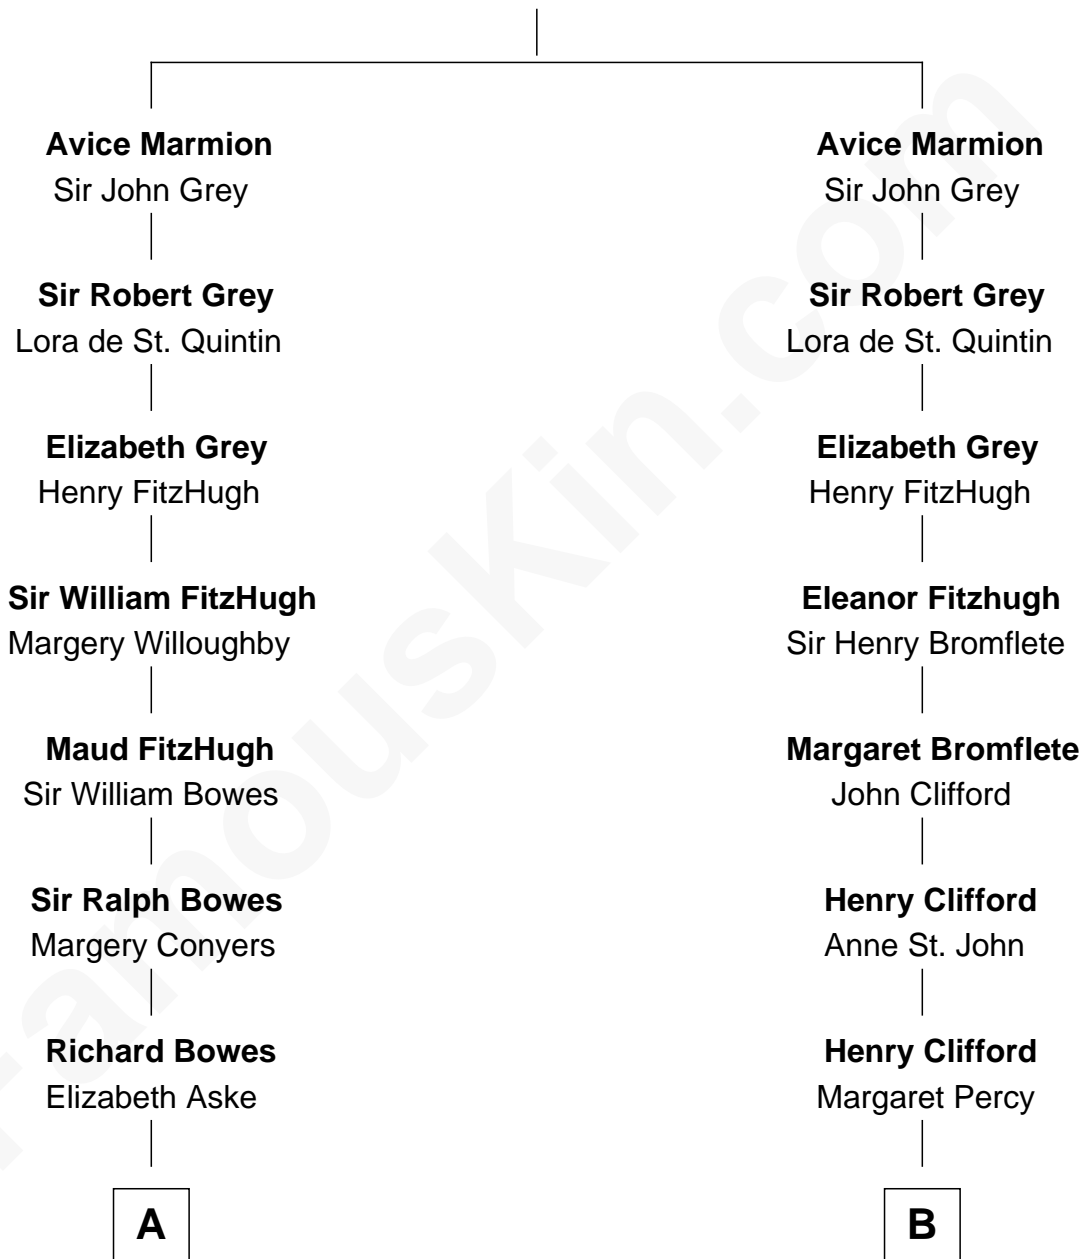 Avice Marmion
Sir John Grey
Sir Robert Grey
Lora de St. Quintin
Elizabeth Grey
Henry FitzHugh
Sir William FitzHugh
Margery Willoughby
Maud FitzHugh
Sir William Bowes
Sir Ralph Bowes
Margery Conyers
Richard Bowes
Elizabeth Aske
A
Avice Marmion
Sir John Grey
Sir Robert Grey
Lora de St. Quintin
Elizabeth Grey
Henry FitzHugh
Eleanor Fitzhugh
Sir Henry Bromflete
Margaret Bromflete
John Clifford
Henry Clifford
Anne St. John
Henry Clifford
Margaret Percy
B
FamousKin.com